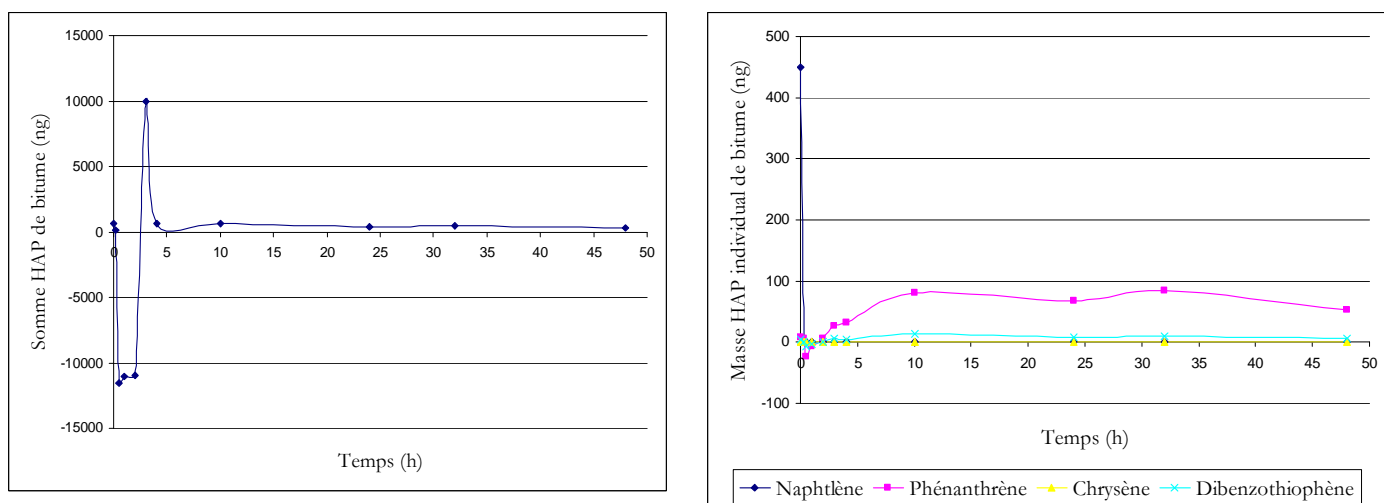 15000
10000
5000
0
-5000
-10000
-15000
0 5 10 15 20 25 30 35 40 45 50
Somme HAP de bitume (ng)
Temps (h)
500
400
300
200
100
0
-100
0 5 10 15 20 25 30 35 40 45 50
Masse HAP individual de bitume (ng)
Temps (h)
Naphtlène Phénanthrène Chrysène Dibenzothiophène